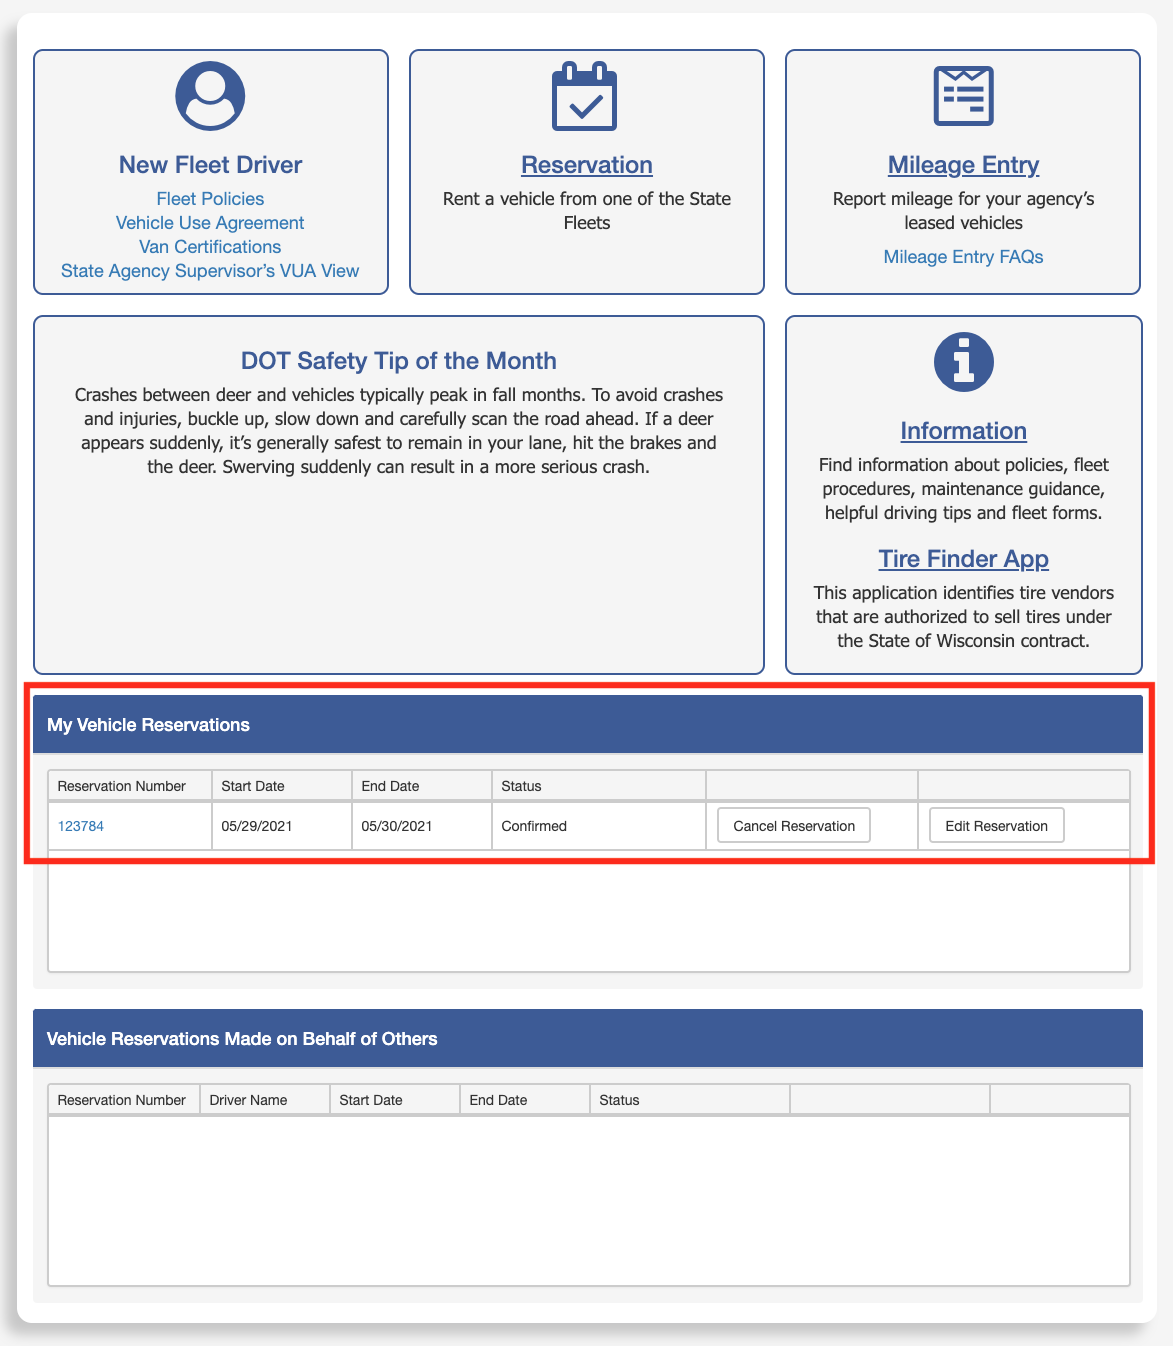 New Fleet Driver
Fleet Policies
Vehicle Use Agreement
Van Certifications
State Agency Supervisor's VUA View
Reservation
Rent a vehicle from one of the State
Fleets
Mileage Entry
Report mileage for your agency's
leased vehicles
Mileage Entry FAQs
DOT Safety Tip of the Month
Crashes between deer and vehicles typically peak in fall months. To avoid crashes
and injuries, buckle up, slow down and carefully scan the road ahead. If a deer
appears suddenly, it's generally safest to remain in your lane, hit the brakes and
the deer. Swerving suddenly can result in a more serious crash.
Information
Find information about policies, fleet
procedures, maintenance guidance,
helpful driving tips and fleet forms.
Tire Finder App
This application identifies tire vendors
that are authorized to sell tires under
the State of Wisconsin contract.
My Vehicle Reservations
Reservation Number Start Date End Date Status
123784 05/29/2021 05/30/2021 Confirmed Cancel Reservation Edit Reservation
Vehicle Reservations Made on Behalf of Others
Reservation Number Driver Name Start Date End Date Status